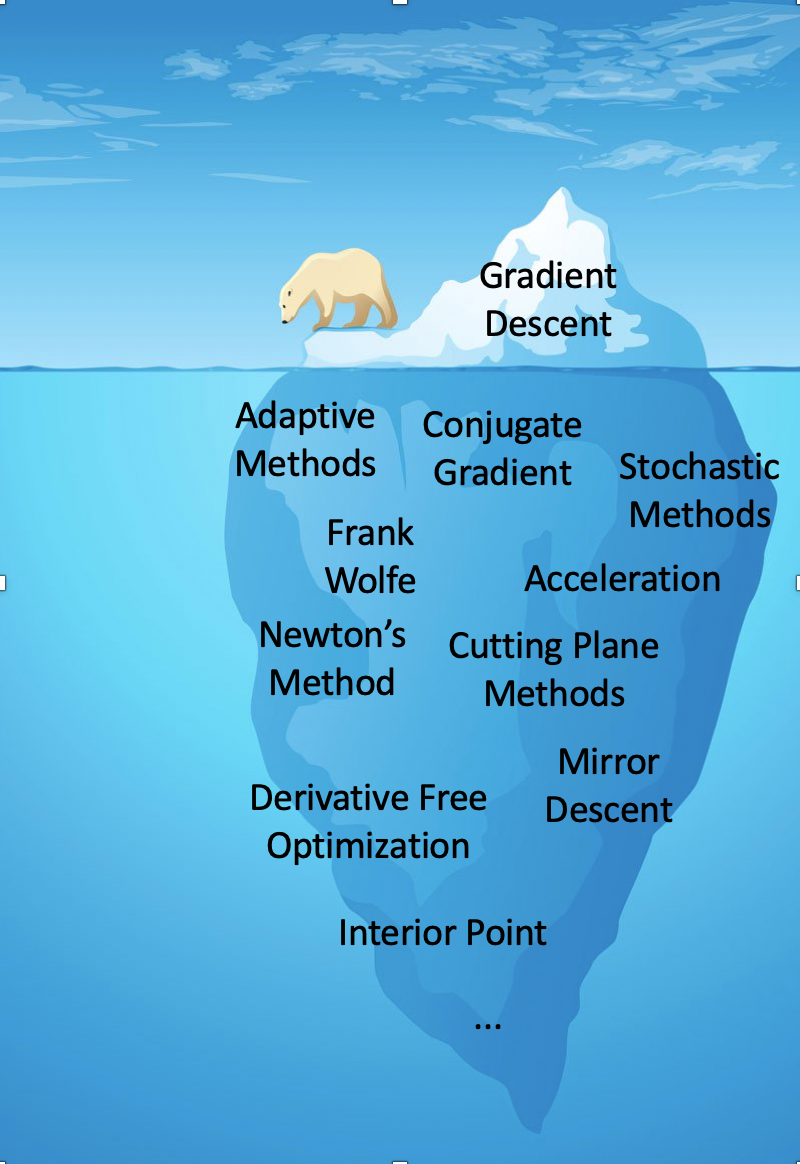 Gradient
Descent
Adaptive
Methods
Conjugate
Gradient
Stochastic
Methods
Frank
Wolfe
Acceleration
Newton’s
Method
Cutting Plane
Methods
Mirror
Descent
Derivative Free
Optimization
Interior Point
...